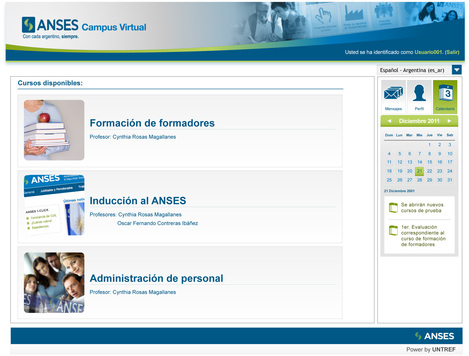 ANSES Campus Virtual
Con cada argentino, siempre.
Usted se ha identificado como Usuario001. (Salir)
Cursos disponibles:
Formación de formadores
Profesor: Cynthia Rosas Magallanes
ANSES
Inducción al ANSES
Profesores: Cynthia Rosas Magallanes
Oscar Fernando Contreras Ibáñez
Administración de personal
Profesor: Cynthia Rosas Magallanes
Español - Argentina (es_ar)
3
Mensajes Perfil Calendario
Diciembre 2011
Dom Lun Mar Mie Jue Vie Sáb
1 2 3
4 5 6 7 8 9 10
11 12 13 14 15 16 17
18 19 20 21 22 23 24
25 26 27 28 29 30 31
21 Diciembre 2001
Se abrirán nuevos
cursos de prueba
1er. Evaluación
correspondiente al
curso de formación
de formadores
ANSES
Power by UNTREF